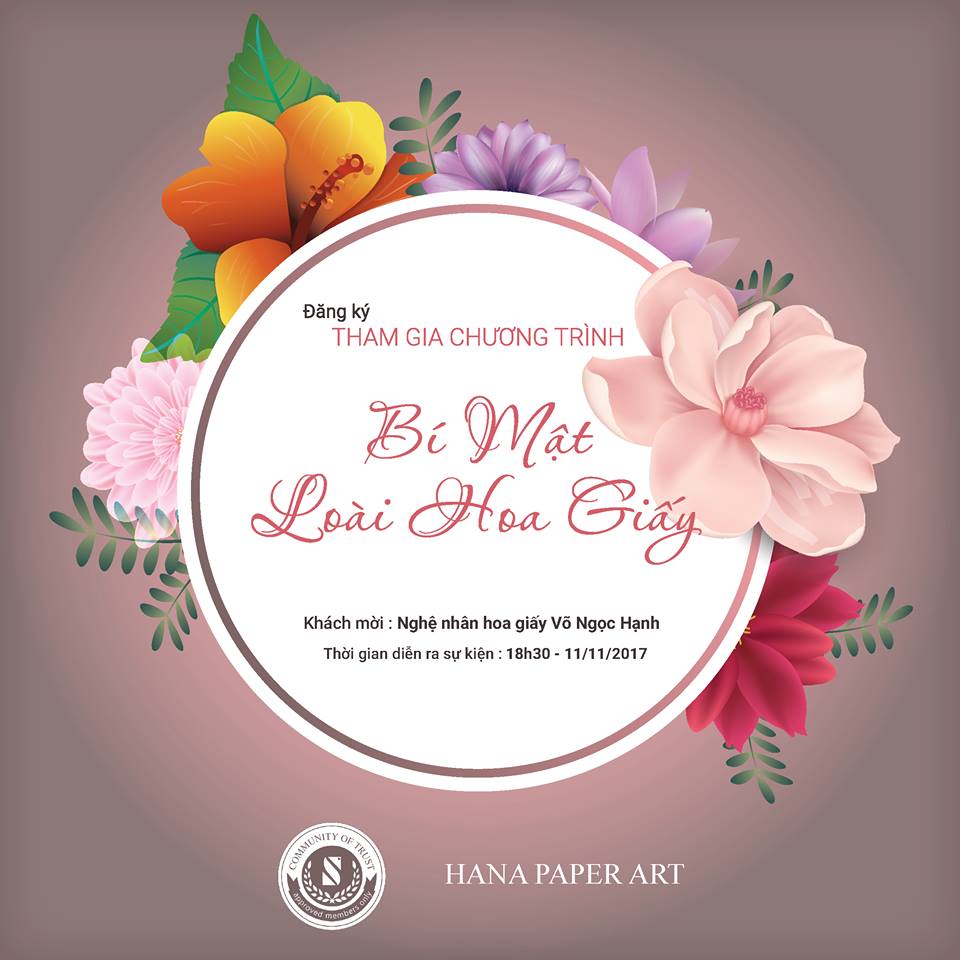 Đăng ký
THAM GIA CHƯƠNG TRÌNH
Bí Mật
Loài Hoa Giấy
Khách mời : Nghệ nhân hoa giấy Võ Ngọc Hạnh
Thời gian diễn ra sự kiện : 18h30 - 11/11/2017
COMMUNITY OF TRUST
S
approved members only
HANA PAPER ART